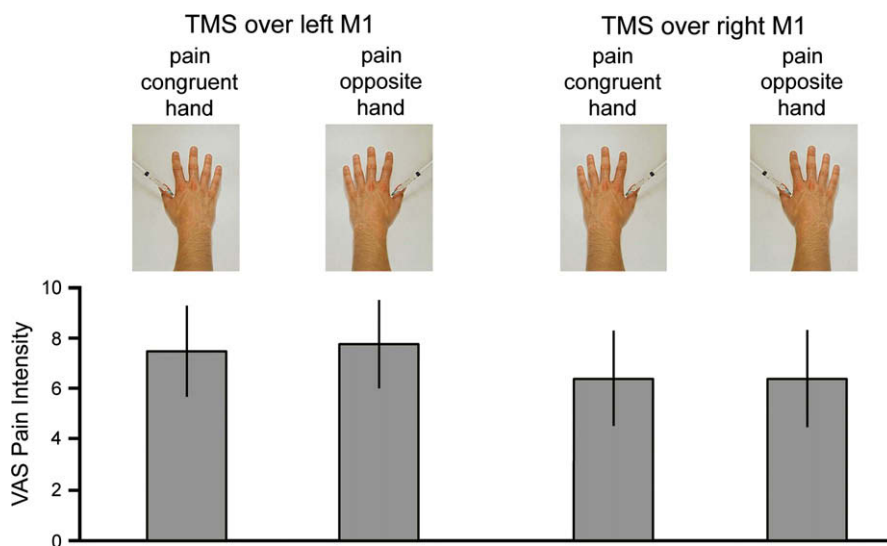 TMS over left M1
TMS over right M1
pain
congruent
hand
pain
opposite
hand
pain
congruent
hand
pain
opposite
hand
VAS Pain Intensity
10
8
6
4
2
0